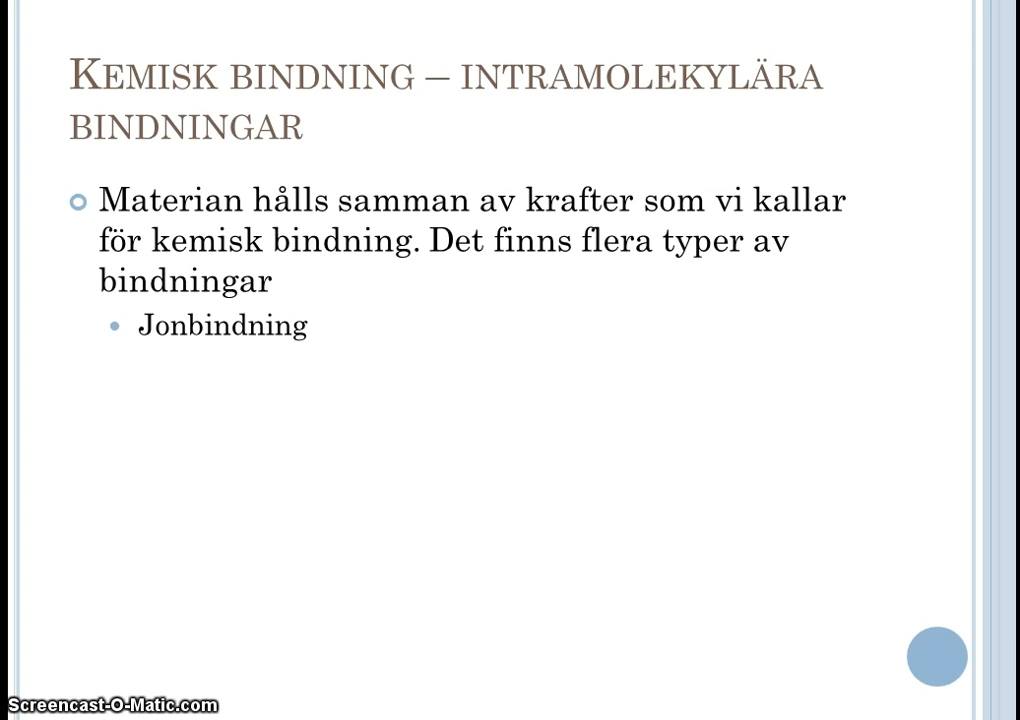 KEMISK BINDNING – INTRAMOLEKYLÄRA
BINDNINGAR
Materian hålls samman av krafter som vi kallar
för kemisk bindning. Det finns flera typer av
bindningar
Jonbindning
Screencast-O-Matic.com